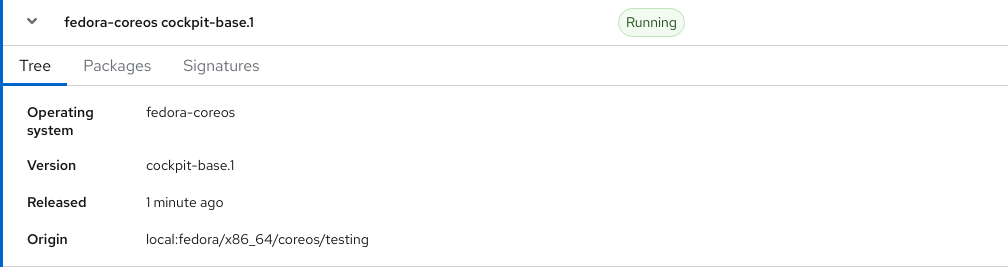 fedora-coreos cockpit-base.1 Running
Tree Packages Signatures
Operating system fedora-coreos
Version cockpit-base.1
Released 1 minute ago
Origin local:fedora/x86_64/coreos/testing